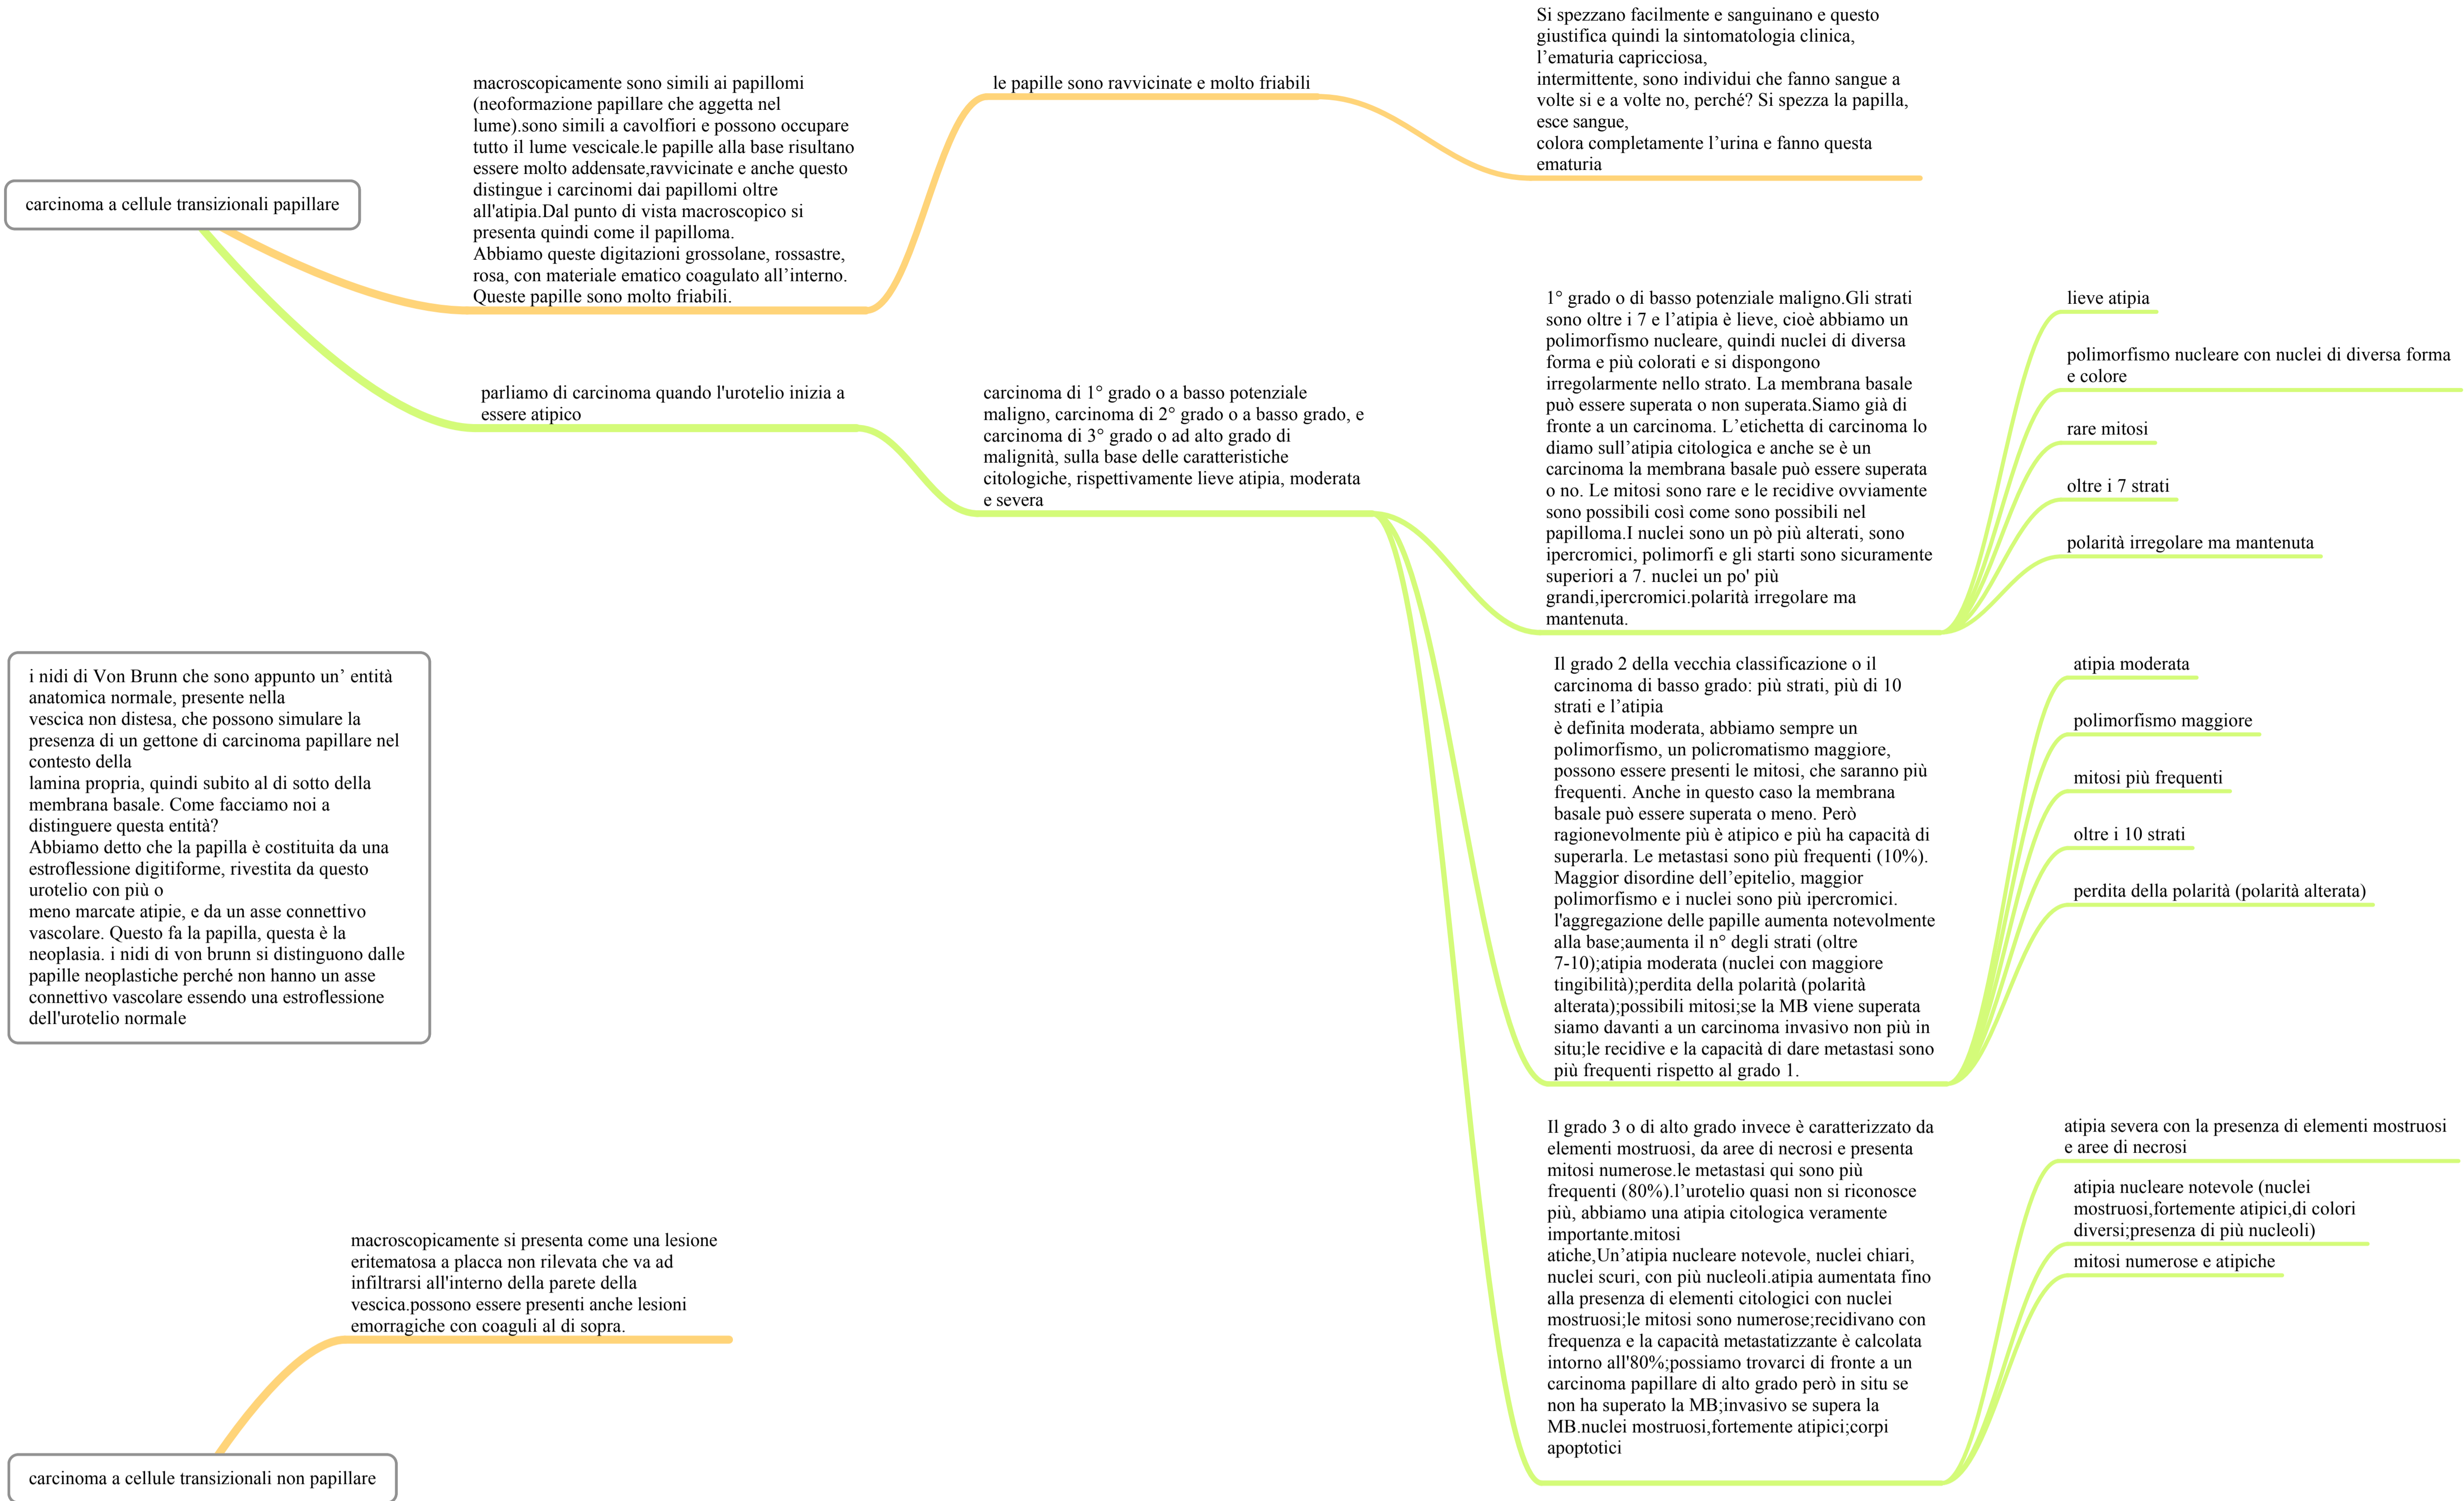 carcinoma a cellule transizionali papillare
macroscopicamente sono simili ai papillomi
(neoformazione papillare che aggetta nel
lume).sono simili a cavolfiori e possono occupare
tutto il lume vescicale.le papille alla base risultano
essere molto addensate,ravvicinate e anche questo
distingue i carcinomi dai papillomi oltre
all'atipia.Dal punto di vista macroscopico si
presenta quindi come il papilloma.
Abbiamo queste digitazioni grossolane, rossastre,
rosa, con materiale ematico coagulato all’interno.
Queste papille sono molto friabili.
le papille sono ravvicinate e molto friabili
Si spezzano facilmente e sanguinano e questo
giustifica quindi la sintomatologia clinica,
l’ematuria capricciosa,
intermittente, sono individui che fanno sangue a
volte si e a volte no, perché? Si spezza la papilla,
esce sangue,
colora completamente l’urina e fanno questa
ematuria
parliamo di carcinoma quando l'urotelio inizia a
essere atipico
carcinoma di 1° grado o a basso potenziale
maligno, carcinoma di 2° grado o a basso grado, e
carcinoma di 3° grado o ad alto grado di
malignità, sulla base delle caratteristiche
citologiche, rispettivamente lieve atipia, moderata
e severa
1° grado o di basso potenziale maligno.Gli strati
sono oltre i 7 e l’atipia è lieve, cioè abbiamo un
polimorfismo nucleare, quindi nuclei di diversa
forma e più colorati e si dispongono
irregolarmente nello strato. La membrana basale
può essere superata o non superata.Siamo già di
fronte a un carcinoma. L’etichetta di carcinoma lo
diamo sull’atipia citologica e anche se è un
carcinoma la membrana basale può essere superata
o no. Le mitosi sono rare e le recidive ovviamente
sono possibili così come sono possibili nel
papilloma.I nuclei sono un pò più alterati, sono
ipercromici, polimorfi e gli starti sono sicuramente
superiori a 7. nuclei un po' più
grandi,ipercromici.polarità irregolare ma
mantenuta.
lieve atipia
polimorfismo nucleare con nuclei di diversa forma
e colore
rare mitosi
oltre i 7 strati
polarità irregolare ma mantenuta
Il grado 2 della vecchia classificazione o il
carcinoma di basso grado: più strati, più di 10
strati e l’atipia
è definita moderata, abbiamo sempre un
polimorfismo, un policromatismo maggiore,
possono essere presenti le mitosi, che saranno più
frequenti. Anche in questo caso la membrana
basale può essere superata o meno. Però
ragionevolmente più è atipico e più ha capacità di
superarla. Le metastasi sono più frequenti (10%).
Maggior disordine dell’epitelio, maggior
polimorfismo e i nuclei sono più ipercromici.
l'aggregazione delle papille aumenta notevolmente
alla base;aumenta il n° degli strati (oltre
7-10);atipia moderata (nuclei con maggiore
tingibilità);perdita della polarità (polarità
alterata);possibili mitosi;se la MB viene superata
siamo davanti a un carcinoma invasivo non più in
situ;le recidive e la capacità di dare metastasi sono
più frequenti rispetto al grado 1.
atipia moderata
polimorfismo maggiore
mitosi più frequenti
oltre i 10 strati
perdita della polarità (polarità alterata)
Il grado 3 o di alto grado invece è caratterizzato da
elementi mostruosi, da aree di necrosi e presenta
mitosi numerose.le metastasi qui sono più
frequenti (80%).l’urotelio quasi non si riconosce
più, abbiamo una atipia citologica veramente
importante.mitosi
atiche,Un’atipia nucleare notevole, nuclei chiari,
nuclei scuri, con più nucleoli.atipia aumentata fino
alla presenza di elementi citologici con nuclei
mostruosi;le mitosi sono numerose;recidivano con
frequenza e la capacità metastatizzante è calcolata
intorno all'80%;possiamo trovarci di fronte a un
carcinoma papillare di alto grado però in situ se
non ha superato la MB;invasivo se supera la
MB.nuclei mostruosi,fortemente atipici;corpi
apoptotici
atipia severa con la presenza di elementi mostruosi
e aree di necrosi
atipia nucleare notevole (nuclei
mostruosi,fortemente atipici,di colori
diversi;presenza di più nucleoli)
mitosi numerose e atipiche
i nidi di Von Brunn che sono appunto un’ entità
anatomica normale, presente nella
vescica non distesa, che possono simulare la
presenza di un gettone di carcinoma papillare nel
contesto della
lamina propria, quindi subito al di sotto della
membrana basale. Come facciamo noi a
distinguere questa entità?
Abbiamo detto che la papilla è costituita da una
estroflessione digitiforme, rivestita da questo
urotelio con più o
meno marcate atipie, e da un asse connettivo
vascolare. Questo fa la papilla, questa è la
neoplasia. i nidi di von brunn si distinguono dalle
papille neoplastiche perché non hanno un asse
connettivo vascolare essendo una estroflessione
dell'urotelio normale
macroscopicamente si presenta come una lesione
eritematosa a placca non rilevata che va ad
infiltrarsi all'interno della parete della
vescica.possono essere presenti anche lesioni
emorragiche con coaguli al di sopra.
carcinoma a cellule transizionali non papillare